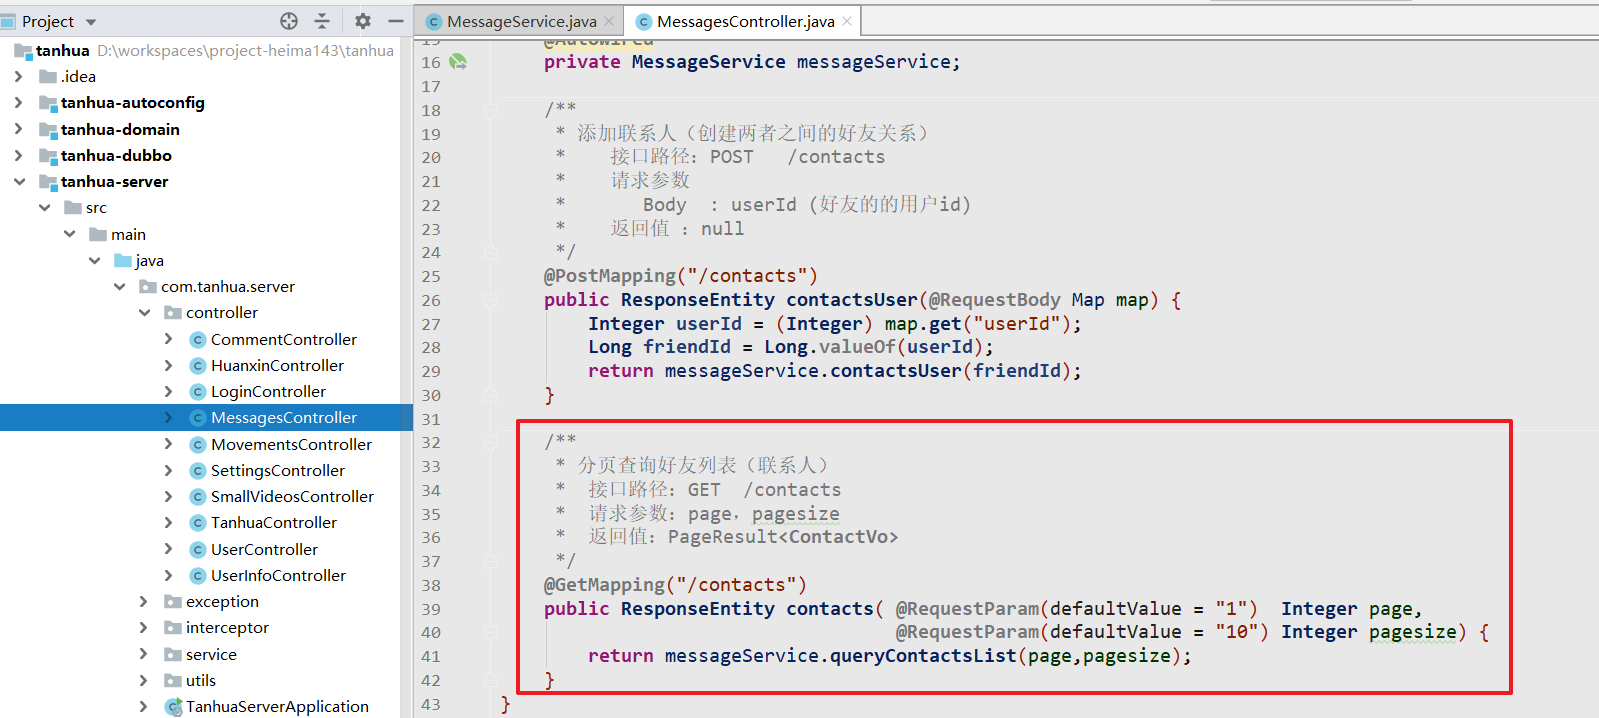 Project
tanhua D:\workspaces\project-heima143\tanhua
.idea
tanhua-autoconfig
tanhua-domain
tanhua-dubbo
tanhua-server
src
main
java
com.tanhua.server
controller
CommentController
HuanxinController
LoginController
MessagesController
MovementsController
SettingsController
SmallVideosController
TanhuaController
UserController
UserInfoController
exception
interceptor
service
utils
TanhuaServerApplication
MessageService.java
MessagesController.java
15 @Autowired
16 private MessageService messageService;
17
18 /**
19 * 添加联系人（创建两者之间的好友关系）
20 * 接口路径：POST /contacts
21 * 请求参数
22 * Body : userId (好友的的用户id)
23 * 返回值 : null
24 */
25 @PostMapping("/contacts")
26 public ResponseEntity contactsUser(@RequestBody Map map) {
27 Integer userId = (Integer) map.get("userId");
28 Long friendId = Long.valueOf(userId);
29 return messageService.contactsUser(friendId);
30 }
31
32 /**
33 * 分页查询好友列表（联系人）
34 * 接口路径：GET /contacts
35 * 请求参数：page，pagesize
36 * 返回值：PageResult<ContactVo>
37 */
38 @GetMapping("/contacts")
39 public ResponseEntity contacts( @RequestParam(defaultValue = "1") Integer page,
40 @RequestParam(defaultValue = "10") Integer pagesize) {
41 return messageService.queryContactsList(page,pagesize);
42 }
43 }